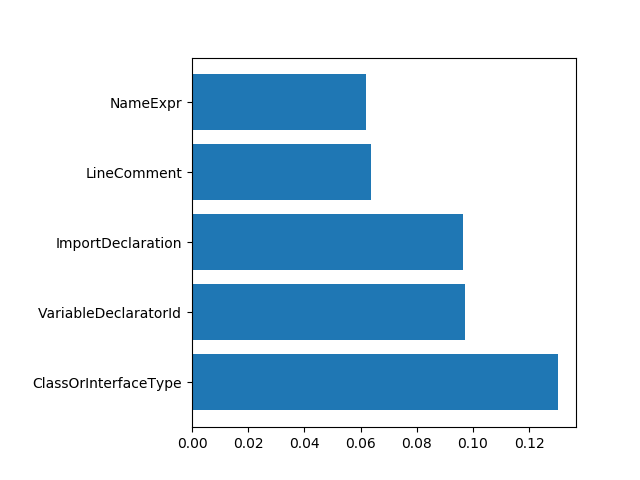 NameExpr
LineComment
ImportDeclaration
VariableDeclaratorId
ClassOrInterfaceType
0.00 0.02 0.04 0.06 0.08 0.10 0.12